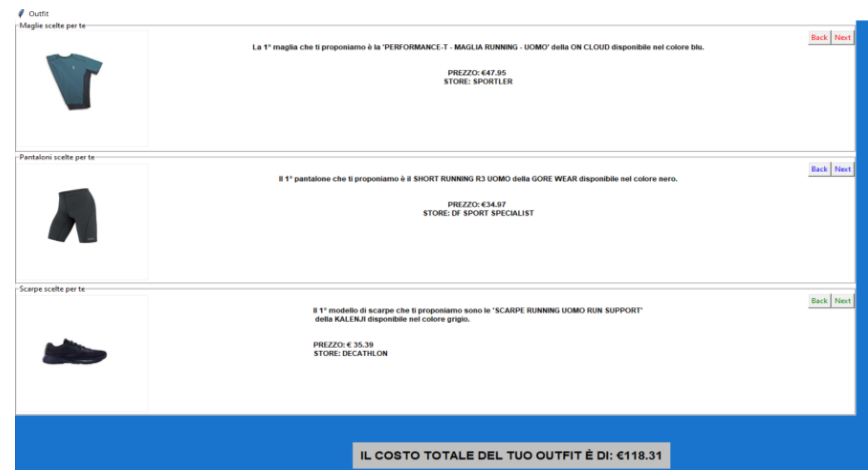 Outfit
Maglie scelte per te
Back Next
La 1° maglia che ti proponiamo è la 'PERFORMANCE-T - MAGLIA RUNNING - UOMO' della ON CLOUD disponibile nel colore blu.
PREZZO: €47.95
STORE: SPORTLER
Pantaloni scelte per te
Back Next
Il 1° pantalone che ti proponiamo è il SHORT RUNNING R3 UOMO della GORE WEAR disponibile nel colore nero.
PREZZO: €34.97
STORE: DF SPORT SPECIALIST
Scarpe scelte per te
Back Next
Il 1° modello di scarpe che ti proponiamo sono le 'SCARPE RUNNING UOMO RUN SUPPORT'
della KALENJI disponibile nel colore grigio.
PREZZO: € 35.39
STORE: DECATHLON
IL COSTO TOTALE DEL TUO OUTFIT È DI: €118.31